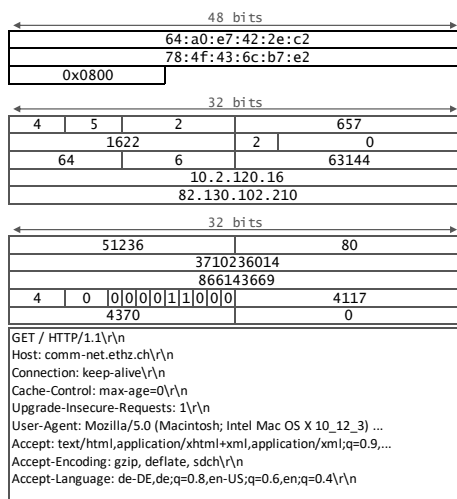 48 bits
64:a0:e7:42:2e:c2
78:4f:43:6c:b7:e2
0x0800
32 bits
4 5 2 657
1622 2 0
64 6 63144
10.2.120.16
82.130.102.210
32 bits
51236 80
3710236014
866143669
4 0 0 0 0 0 1 1 0 0 0 4117
4370 0
GET / HTTP/1.1\r\n
Host: comm-net.ethz.ch\r\n
Connection: keep-alive\r\n
Cache-Control: max-age=0\r\n
Upgrade-Insecure-Requests: 1\r\n
User-Agent: Mozilla/5.0 (Macintosh; Intel Mac OS X 10_12_3) ...
Accept: text/html,application/xhtml+xml,application/xml;q=0.9,...
Accept-Encoding: gzip, deflate, sdch\r\n
Accept-Language: de-DE,de;q=0.8,en-US;q=0.6,en;q=0.4\r\n